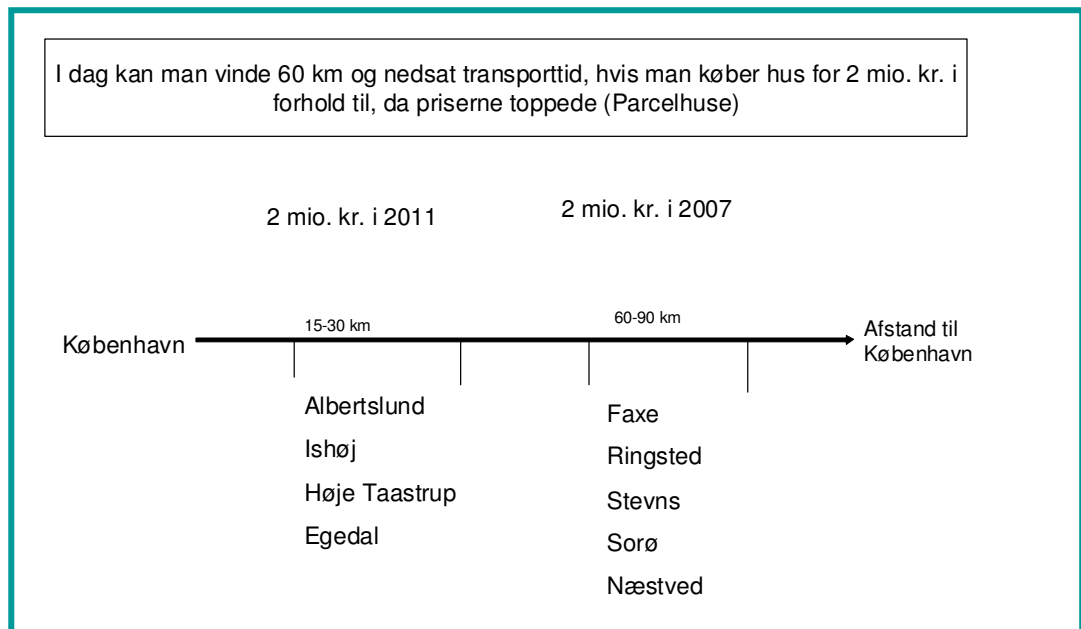 I dag kan man vinde 60 km og nedsat transporttid, hvis man køber hus for 2 mio. kr. i
forhold til, da priserne toppede (Parcelhuse)
2 mio. kr. i 2011
2 mio. kr. i 2007
København
15-30 km
60-90 km
Afstand til
København
Albertslund
Ishøj
Høje Taastrup
Egedal
Faxe
Ringsted
Stevns
Sorø
Næstved